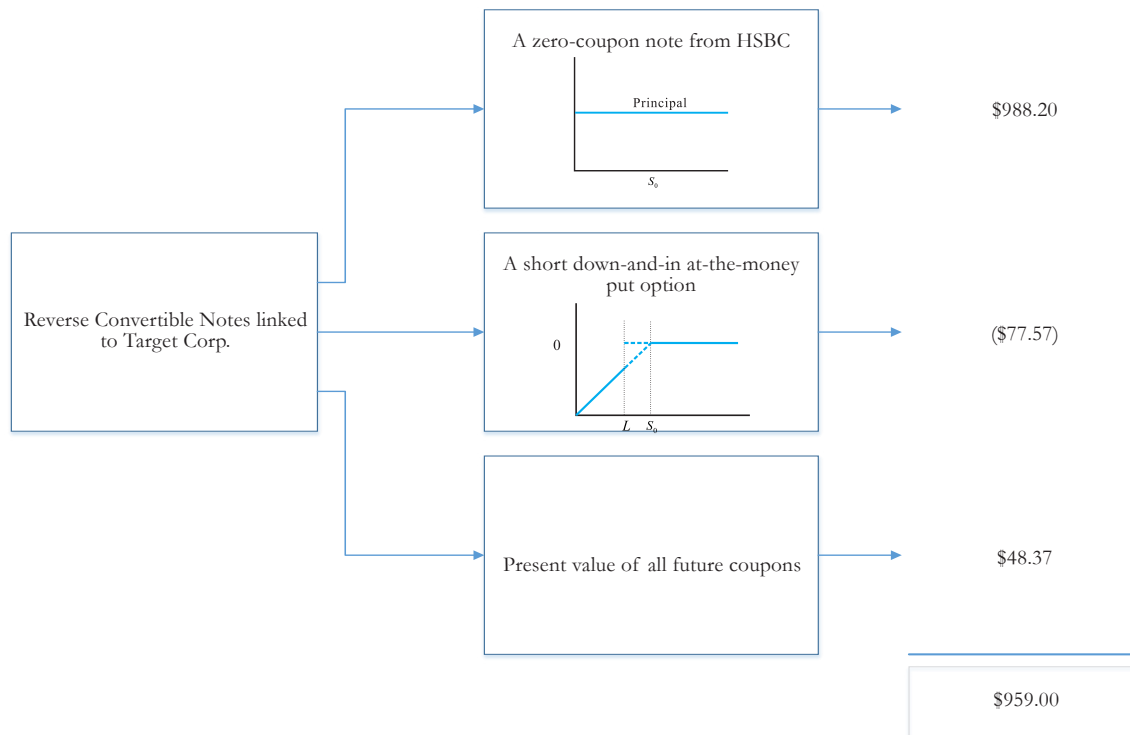 A zero-coupon note from HSBC
Principal
S₀
$988.20
Reverse Convertible Notes linked
to Target Corp.
A short down-and-in at-the-money
put option
0
L S₀
($77.57)
Present value of all future coupons
$48.37
$959.00